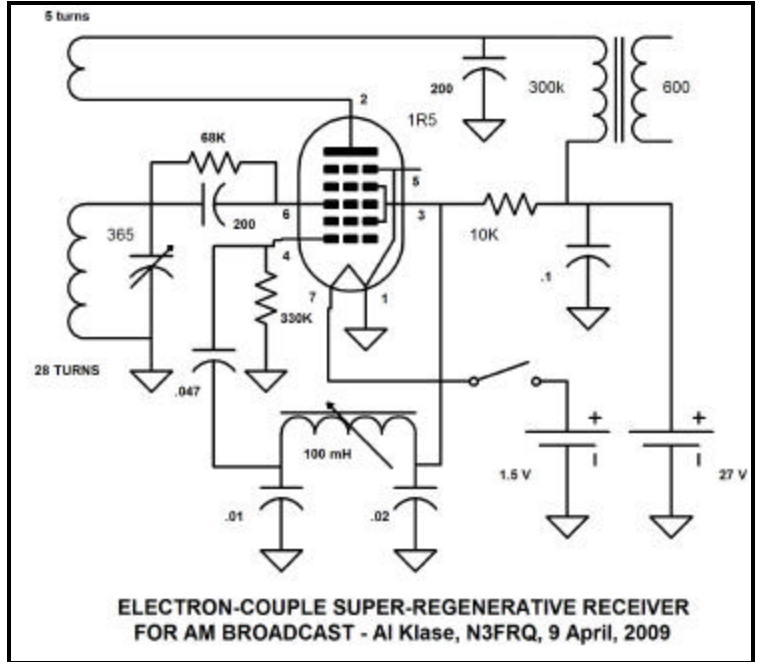 5 turns
200
300k
600
2
1R5
68K
5
365
200
6
3
10K
4
.1
7
1
330K
28 TURNS
.047
+
+
100 mH
1.5 V
27 V
.01
.02
ELECTRON-COUPLE SUPER-REGENERATIVE RECEIVER
FOR AM BROADCAST - Al Klase, N3FRQ, 9 April, 2009